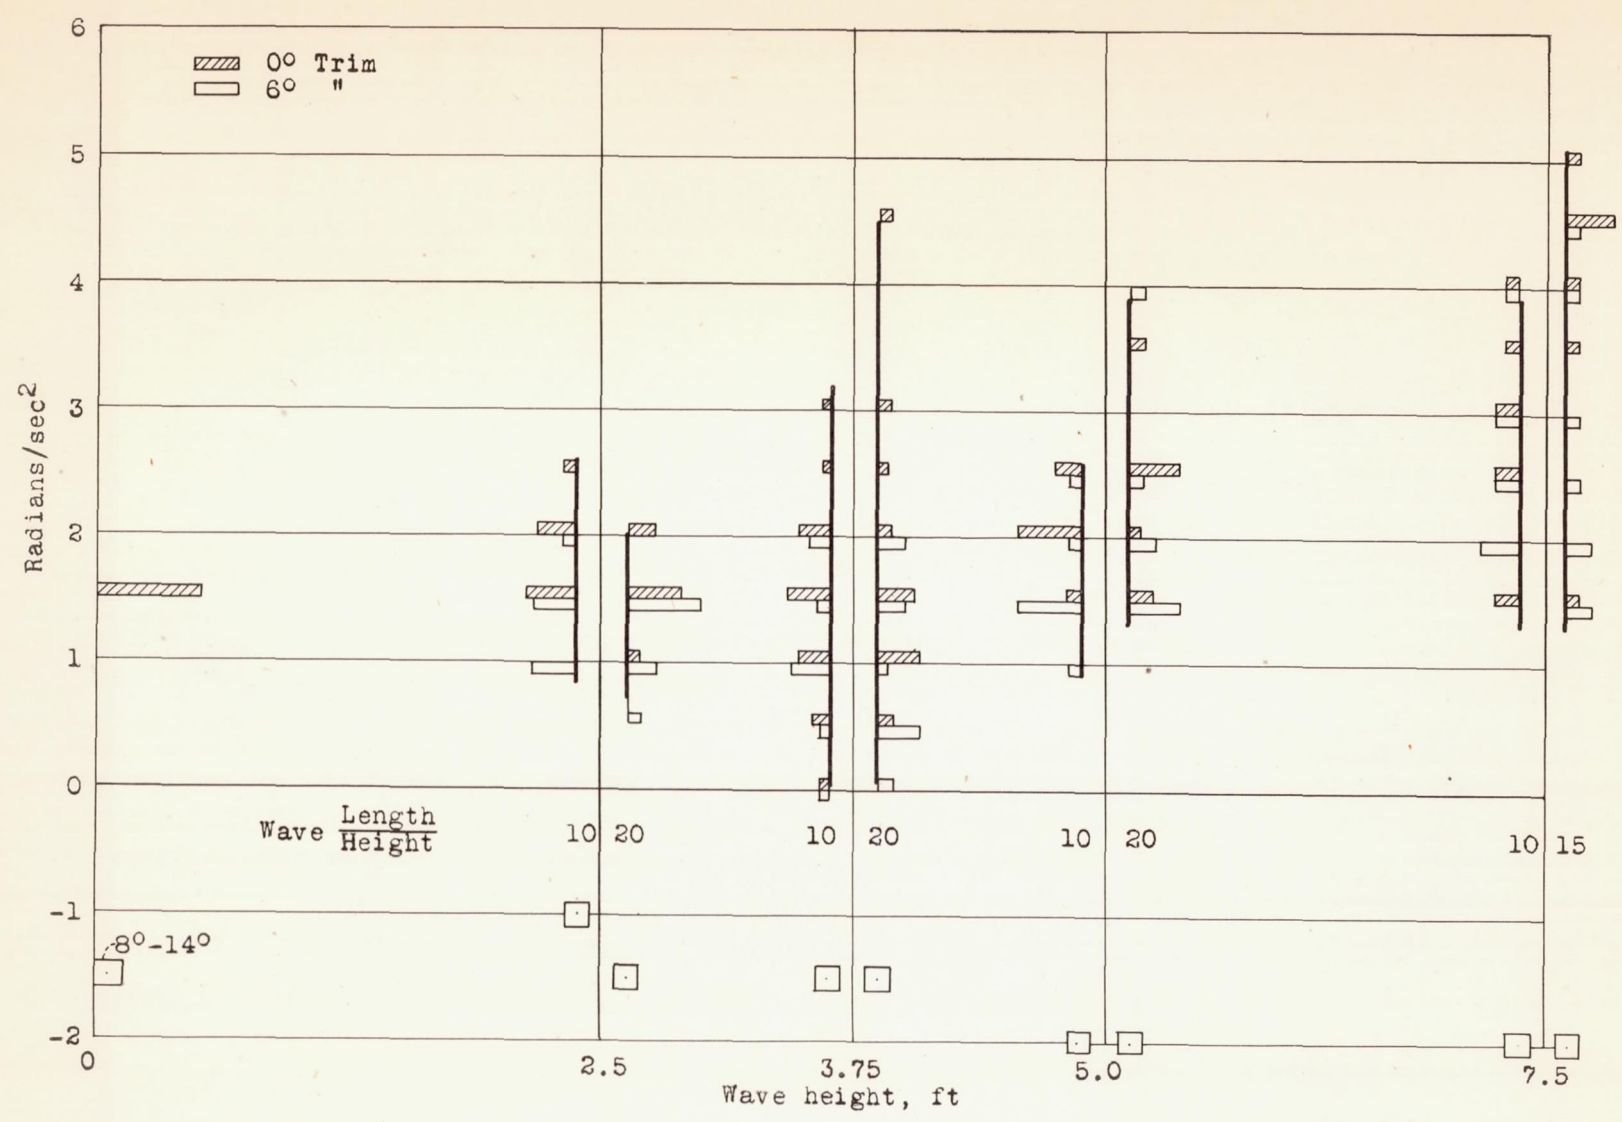 6
0° Trim
6° "
5
4
3
2
1
0
-1
-2
Radians/sec²
Wave Length/Height
10 20 10 20 10 20 10 15
8°-14°
0 2.5 3.75 5.0 7.5
Wave height, ft